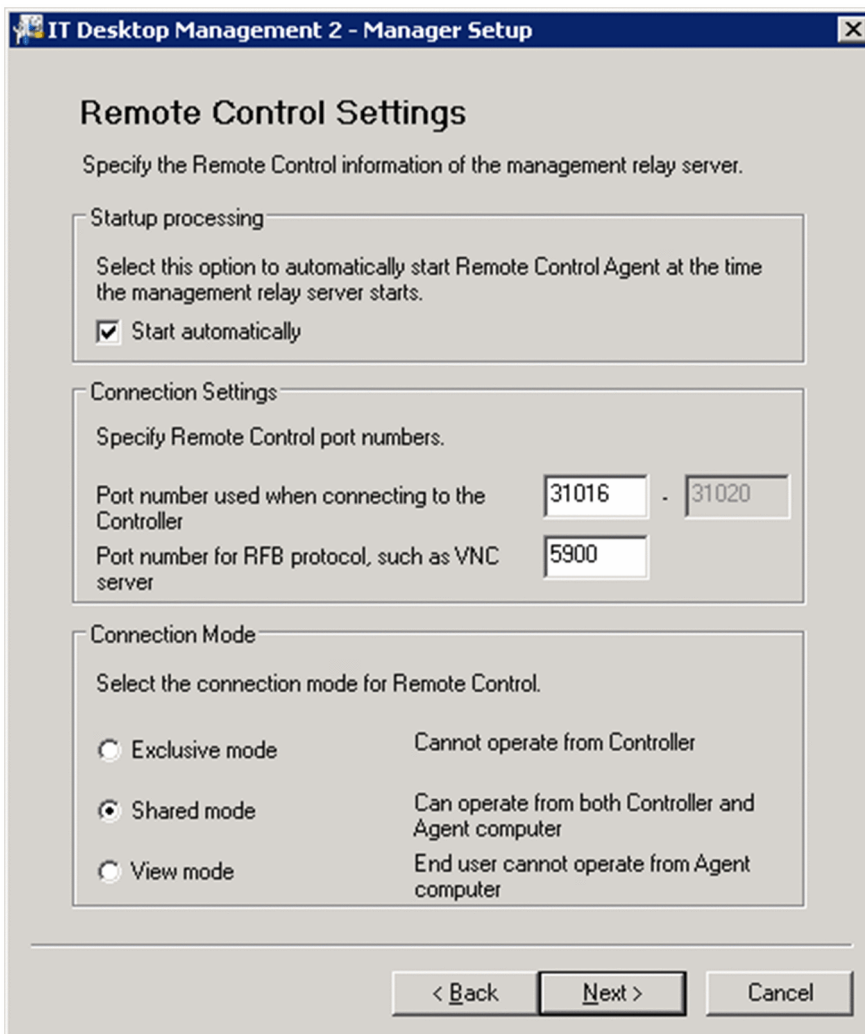 IT Desktop Management 2 - Manager Setup
Remote Control Settings
Specify the Remote Control information of the management relay server.
Startup processing
Select this option to automatically start Remote Control Agent at the time
the management relay server starts.
Start automatically
Connection Settings
Specify Remote Control port numbers.
Port number used when connecting to the
Controller
31016 - 31020
Port number for RFB protocol, such as VNC
server
5900
Connection Mode
Select the connection mode for Remote Control.
Exclusive mode
Cannot operate from Controller
Shared mode
Can operate from both Controller and
Agent computer
View mode
End user cannot operate from Agent
computer
< Back
Next >
Cancel